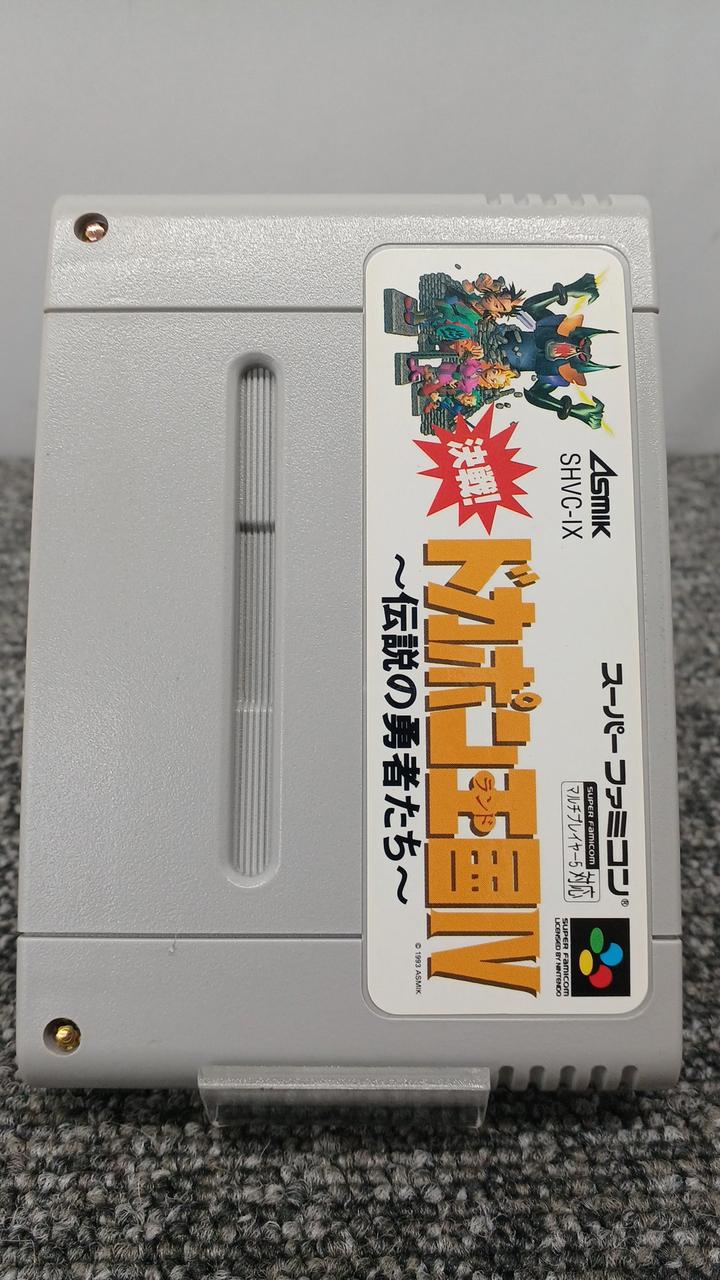 ASMIK
SHVC-IX
スーパーファミコン®
SUPER FAMICOM
マルチプレイヤー5対応
SUPER FAMICOM
LICENSED BY NINTENDO
決戦!
ドカポン王国IV
ランド
～伝説の勇者たち～
© 1993 ASMIK